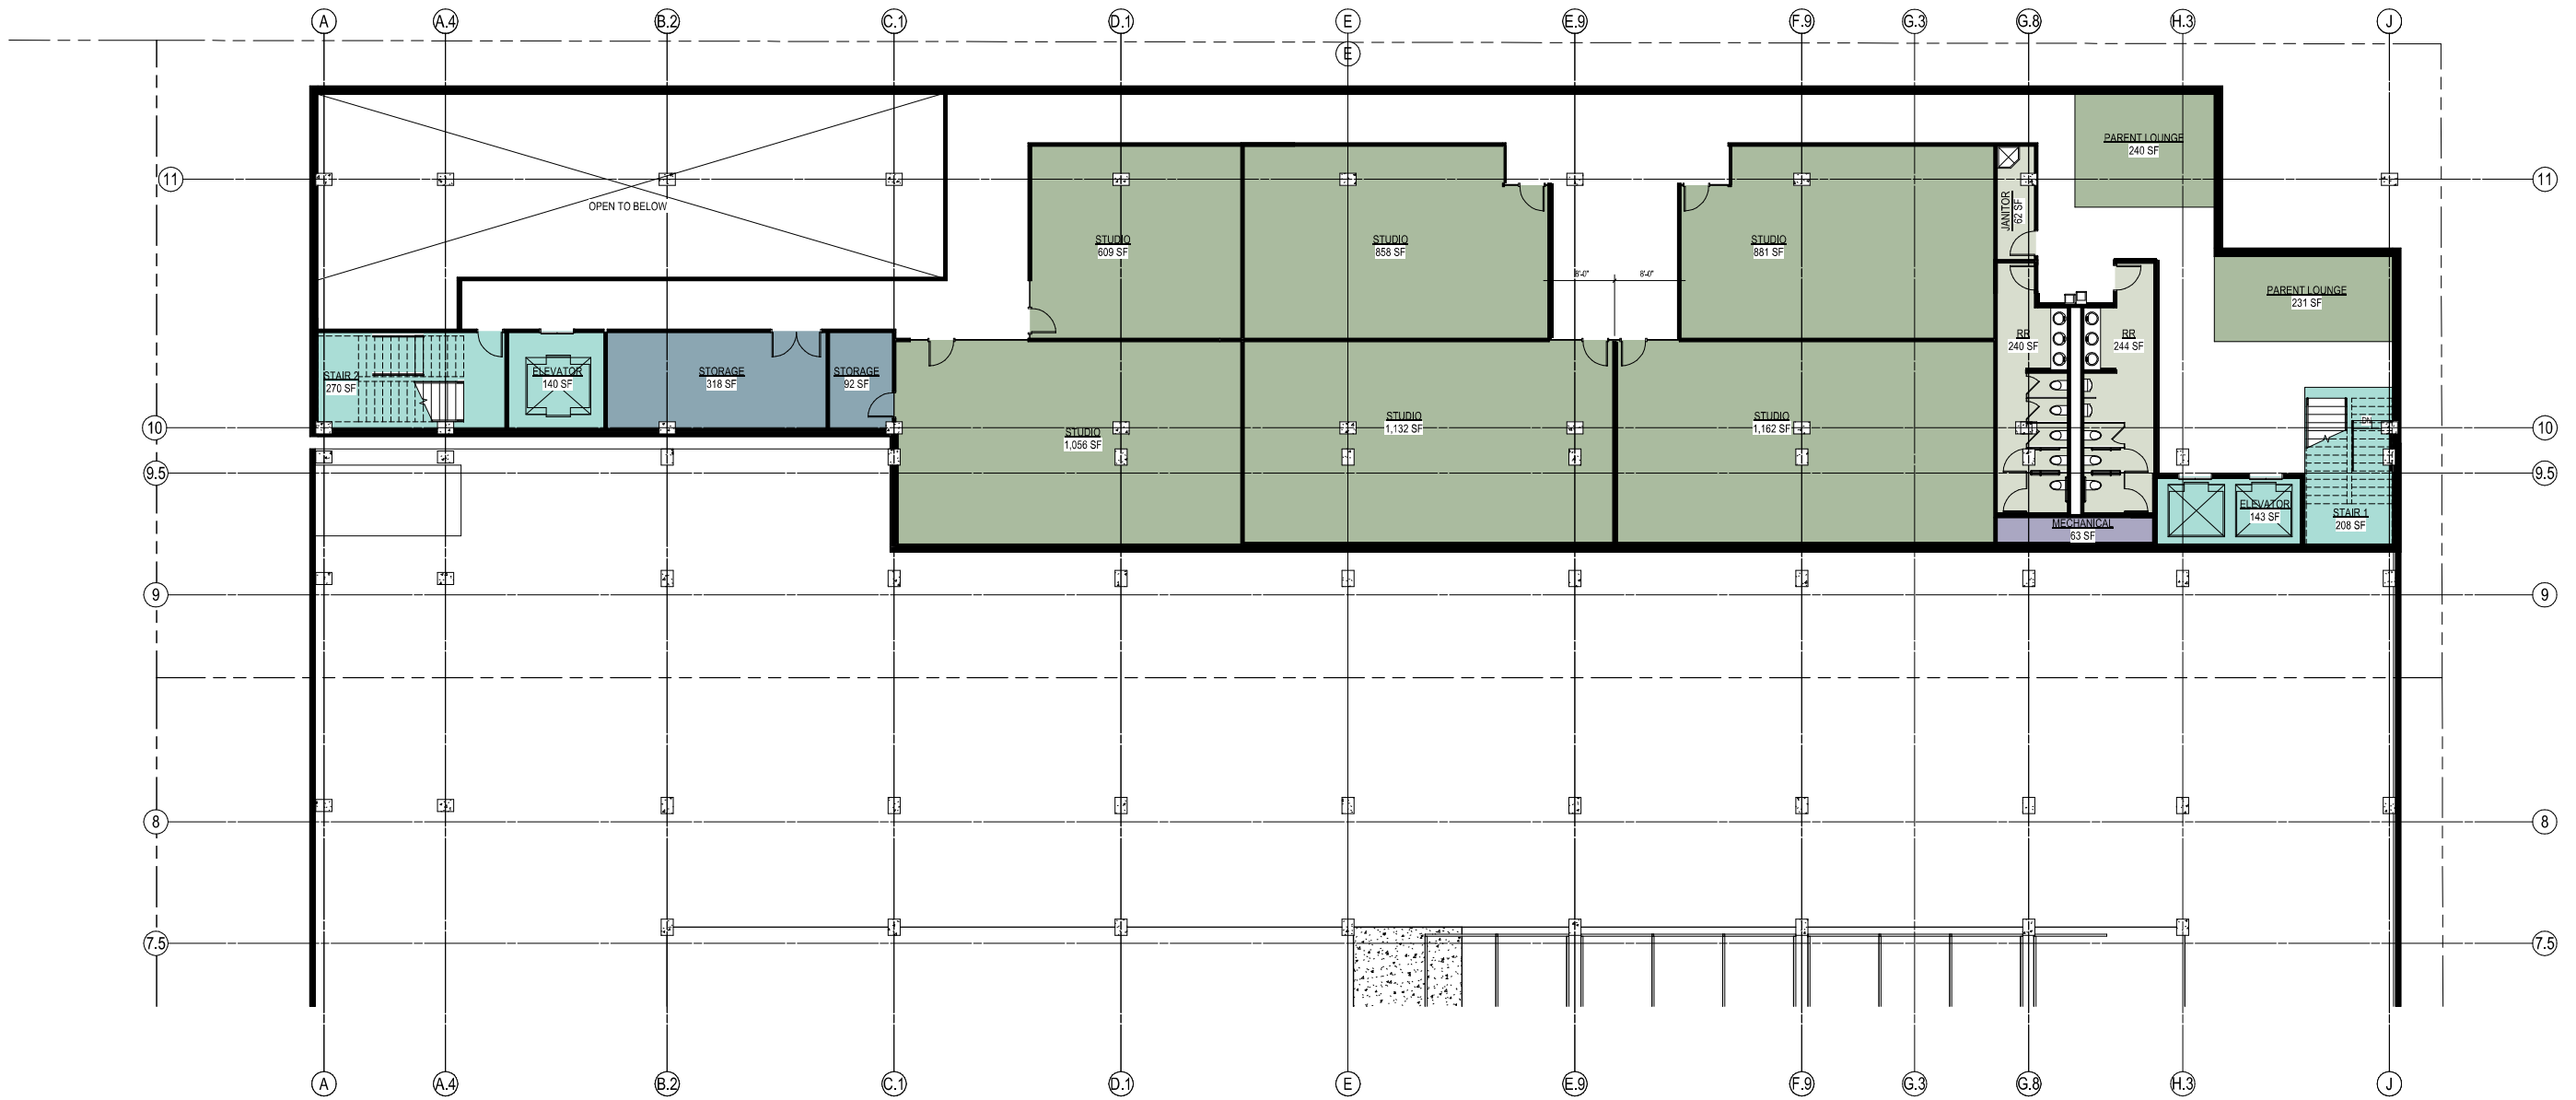 A A.4 B.2 C.1 D.1 E E.9 F.9 G.3 G.8 H.3 J
E
PARENT LOUNGE
240 SF
11 11
OPEN TO BELOW
JANITOR
62 SF
STUDIO
609 SF
STUDIO
858 SF
STUDIO
881 SF
8'-0" 8'-0"
PARENT LOUNGE
231 SF
RR
240 SF
RR
244 SF
STAIR 2
270 SF
ELEVATOR
140 SF
STORAGE
318 SF
STORAGE
92 SF
STUDIO
1,056 SF
STUDIO
1,132 SF
STUDIO
1,162 SF
DN
10 10
9.5 9.5
ELEVATOR
143 SF
STAIR 1
208 SF
MECHANICAL
63 SF
9 9
8 8
7.5 7.5
A A.4 B.2 C.1 D.1 E E.9 F.9 G.3 G.8 H.3 J